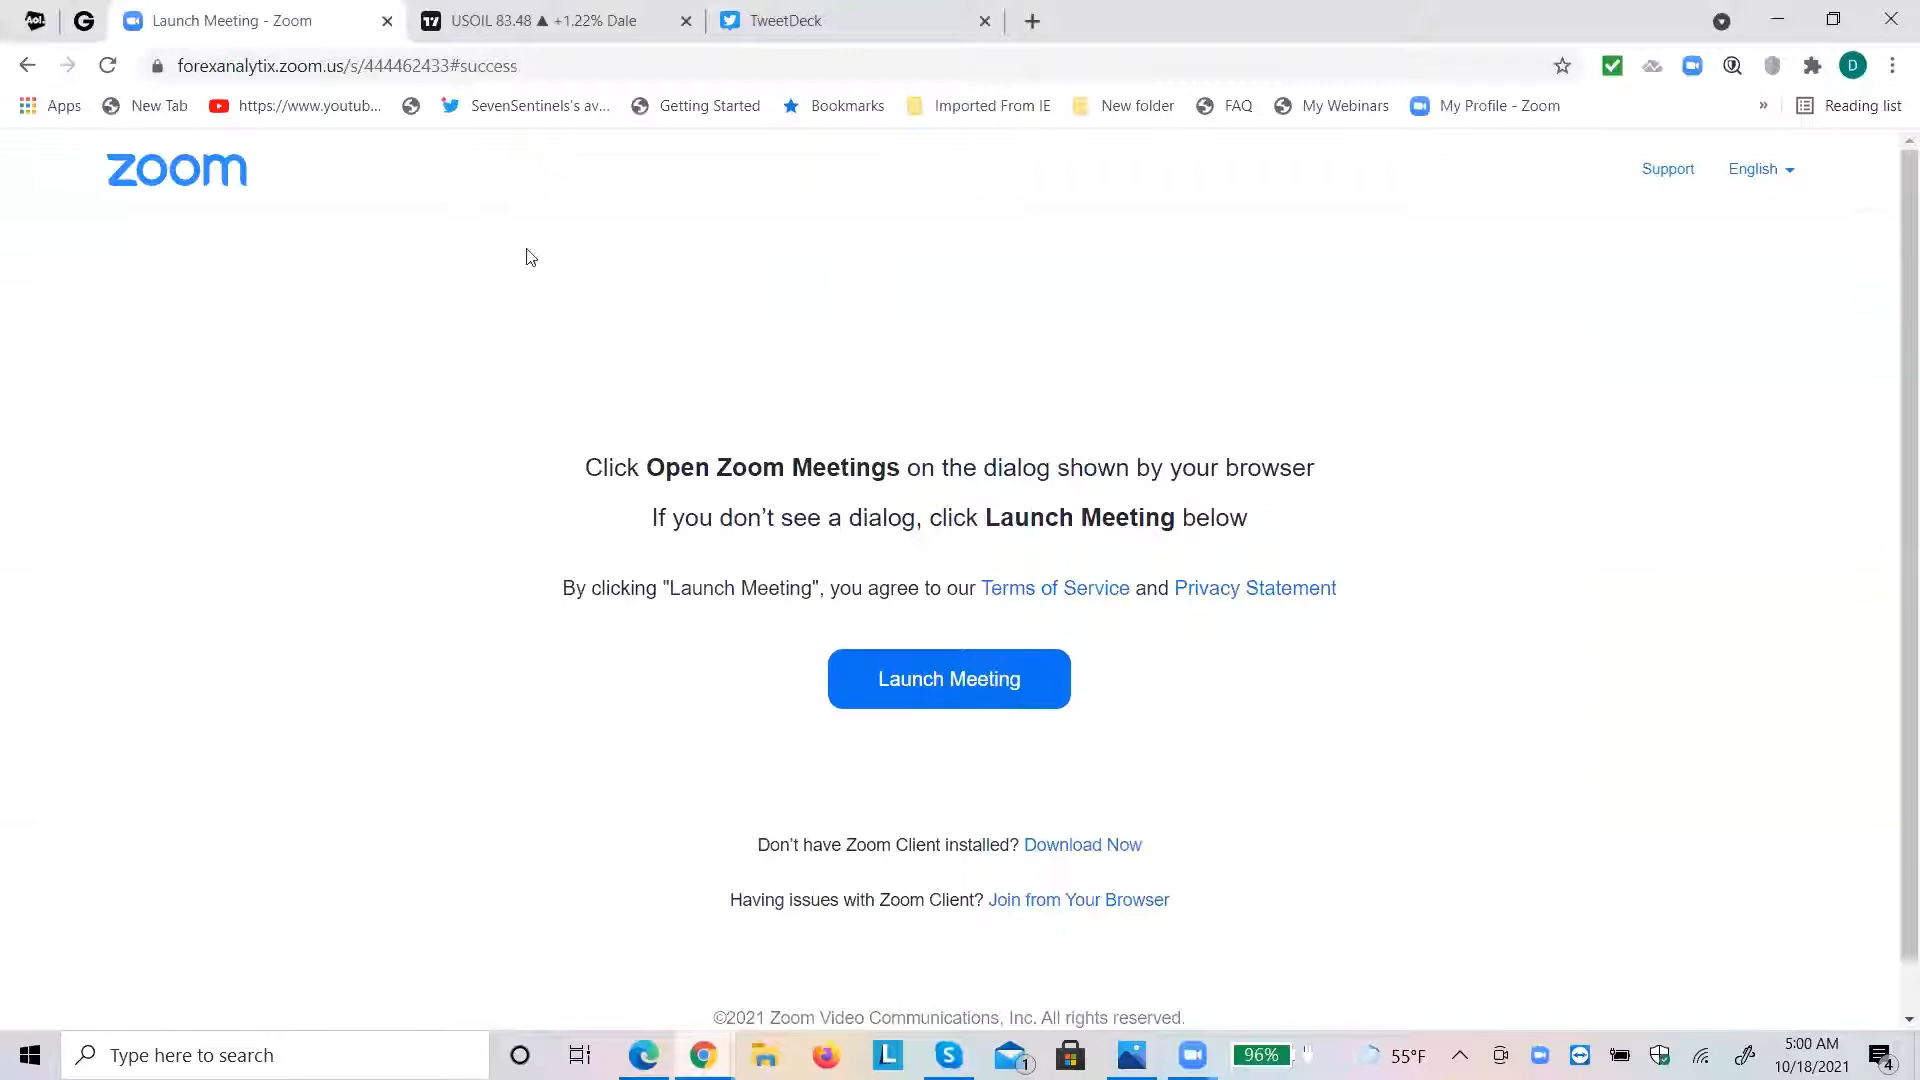 Aol.
Launch Meeting - Zoom
USOIL 83.48 ▲ +1.22% Dale
TweetDeck
forexanalytix.zoom.us/s/444462433#success
D
Apps
New Tab
https://www.youtub...
SevenSentinels's av...
Getting Started
Bookmarks
Imported From IE
New folder
FAQ
My Webinars
My Profile - Zoom
»
Reading list
zoom
Support
English
Click Open Zoom Meetings on the dialog shown by your browser
If you don’t see a dialog, click Launch Meeting below
By clicking "Launch Meeting", you agree to our Terms of Service and Privacy Statement
Launch Meeting
Don’t have Zoom Client installed? Download Now
Having issues with Zoom Client? Join from Your Browser
©2021 Zoom Video Communications, Inc. All rights reserved.
Type here to search
L
S
1
96%
55°F
5:00 AM
10/18/2021
4